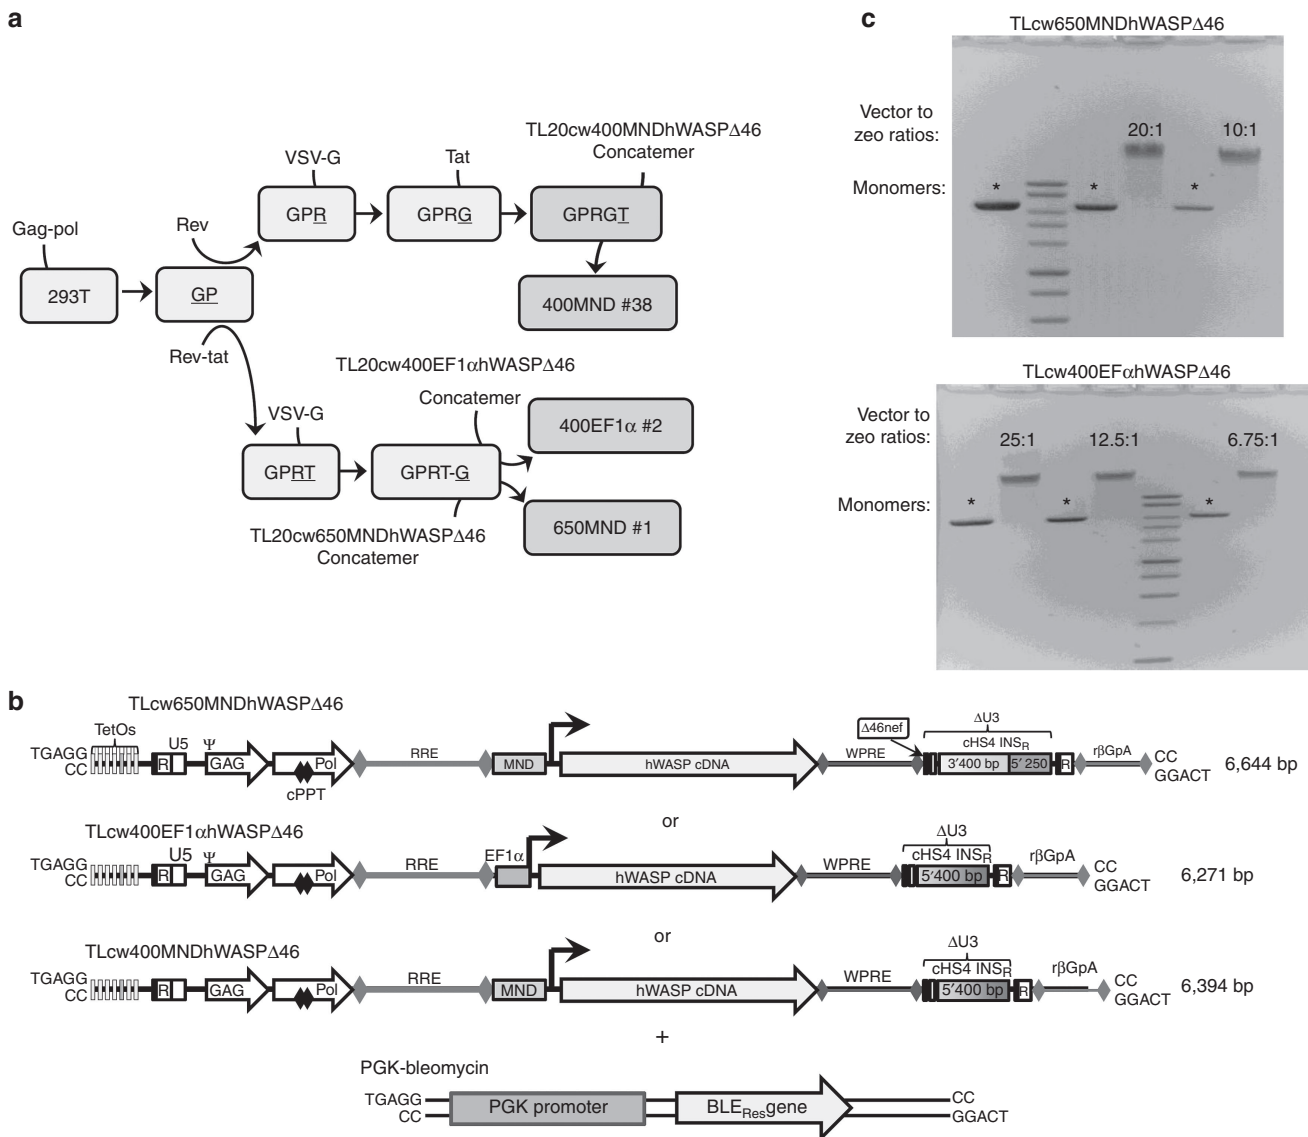 a
Gag-pol
293T
GP
Rev
Rev-tat
VSV-G
GPR
Tat
GPRG
TL20cw400MNDhWASPΔ46
Concatemer
GPRGT
400MND #38
VSV-G
GPRT
TL20cw400EF1αhWASPΔ46
Concatemer
GPRT-G
400EF1α #2
650MND #1
TL20cw650MNDhWASPΔ46
Concatemer
c
TLcw650MNDhWASPΔ46
Vector to
zeo ratios:
20:1
10:1
Monomers:
*
*
*
TLcw400EFαhWASPΔ46
Vector to
zeo ratios:
25:1
12.5:1
6.75:1
Monomers:
*
*
*
b
TLcw650MNDhWASPΔ46
TetOs
TGAGG
CC
R
U5
Ψ
GAG
Pol
cPPT
RRE
MND
hWASP cDNA
WPRE
Δ46nef
ΔU3
cHS4 INSR
3′400 bp
5′ 250
R
rβGpA
CC
GGACT
6,644 bp
or
TLcw400EF1αhWASPΔ46
TGAGG
CC
R
U5
Ψ
GAG
Pol
RRE
EF1α
hWASP cDNA
WPRE
ΔU3
cHS4 INSR
5′400 bp
R
rβGpA
CC
GGACT
6,271 bp
or
TLcw400MNDhWASPΔ46
TGAGG
CC
R
GAG
Pol
RRE
MND
hWASP cDNA
WPRE
ΔU3
cHS4 INSR
5′400 bp
R
rβGpA
CC
GGACT
6,394 bp
+
PGK-bleomycin
TGAGG
CC
PGK promoter
BLEResgene
CC
GGACT